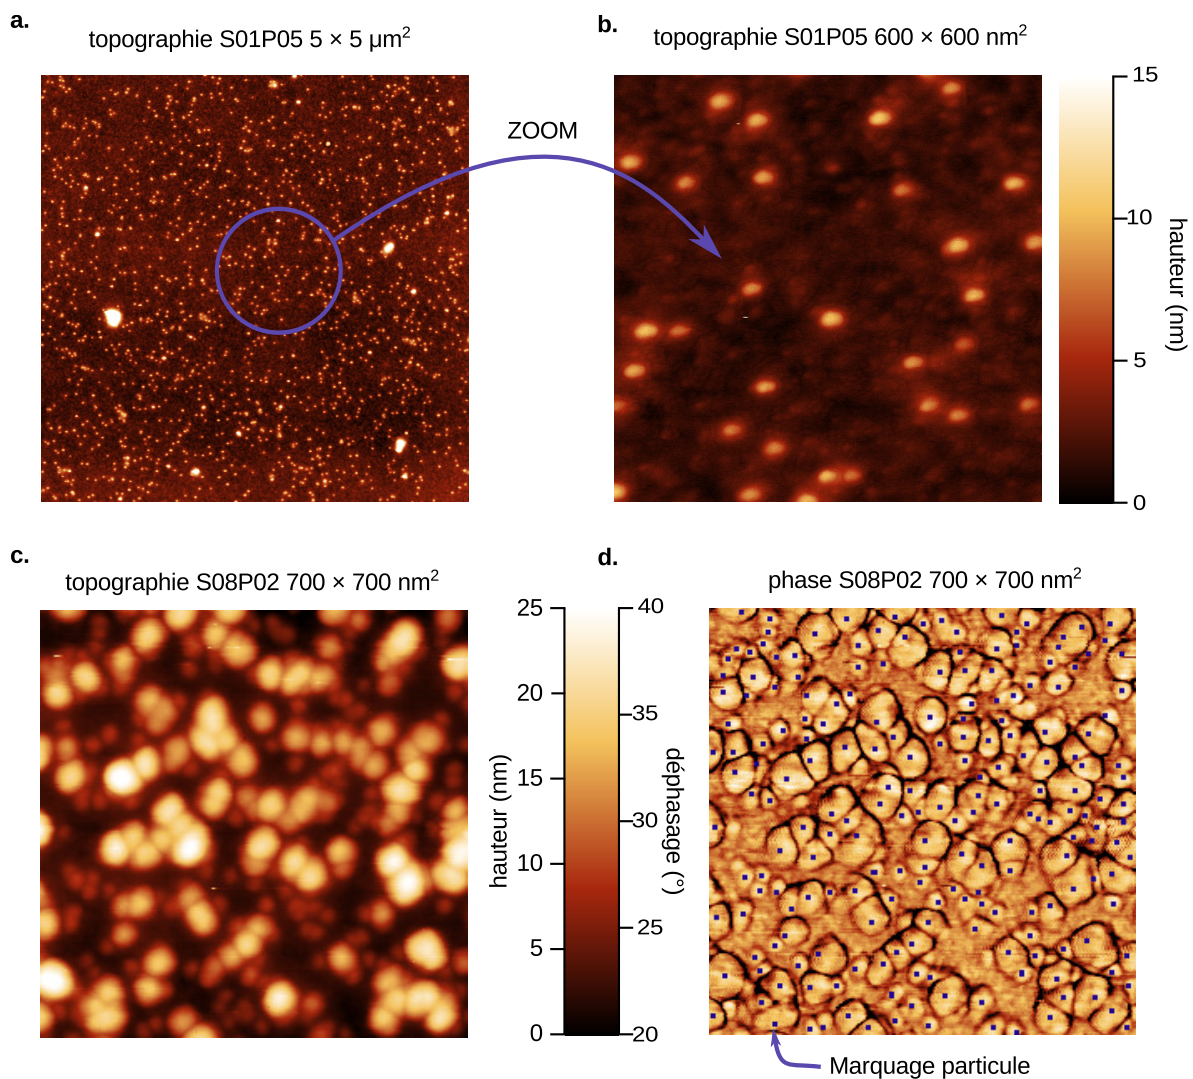 a.
topographie S01P05 5 × 5 µm²
b.
topographie S01P05 600 × 600 nm²
ZOOM
15
10
5
0
hauteur (nm)
c.
topographie S08P02 700 × 700 nm²
25
20
15
10
5
0
hauteur (nm)
40
35
30
25
20
déphasage (°)
d.
phase S08P02 700 × 700 nm²
Marquage particule